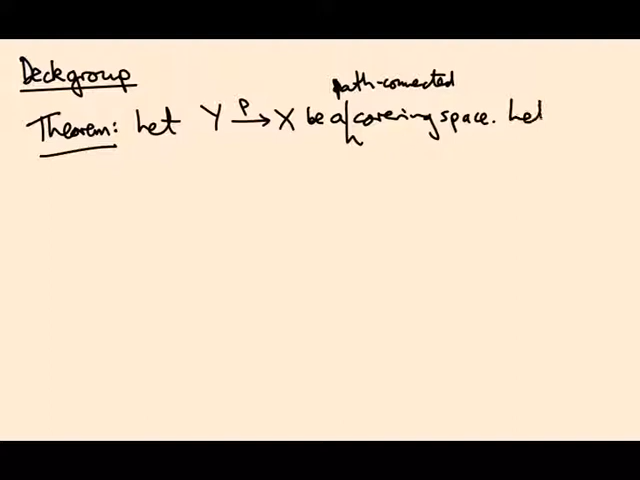 Deckgroup
path-connected
Theorem: Let Y p→ X be a covering space. Let